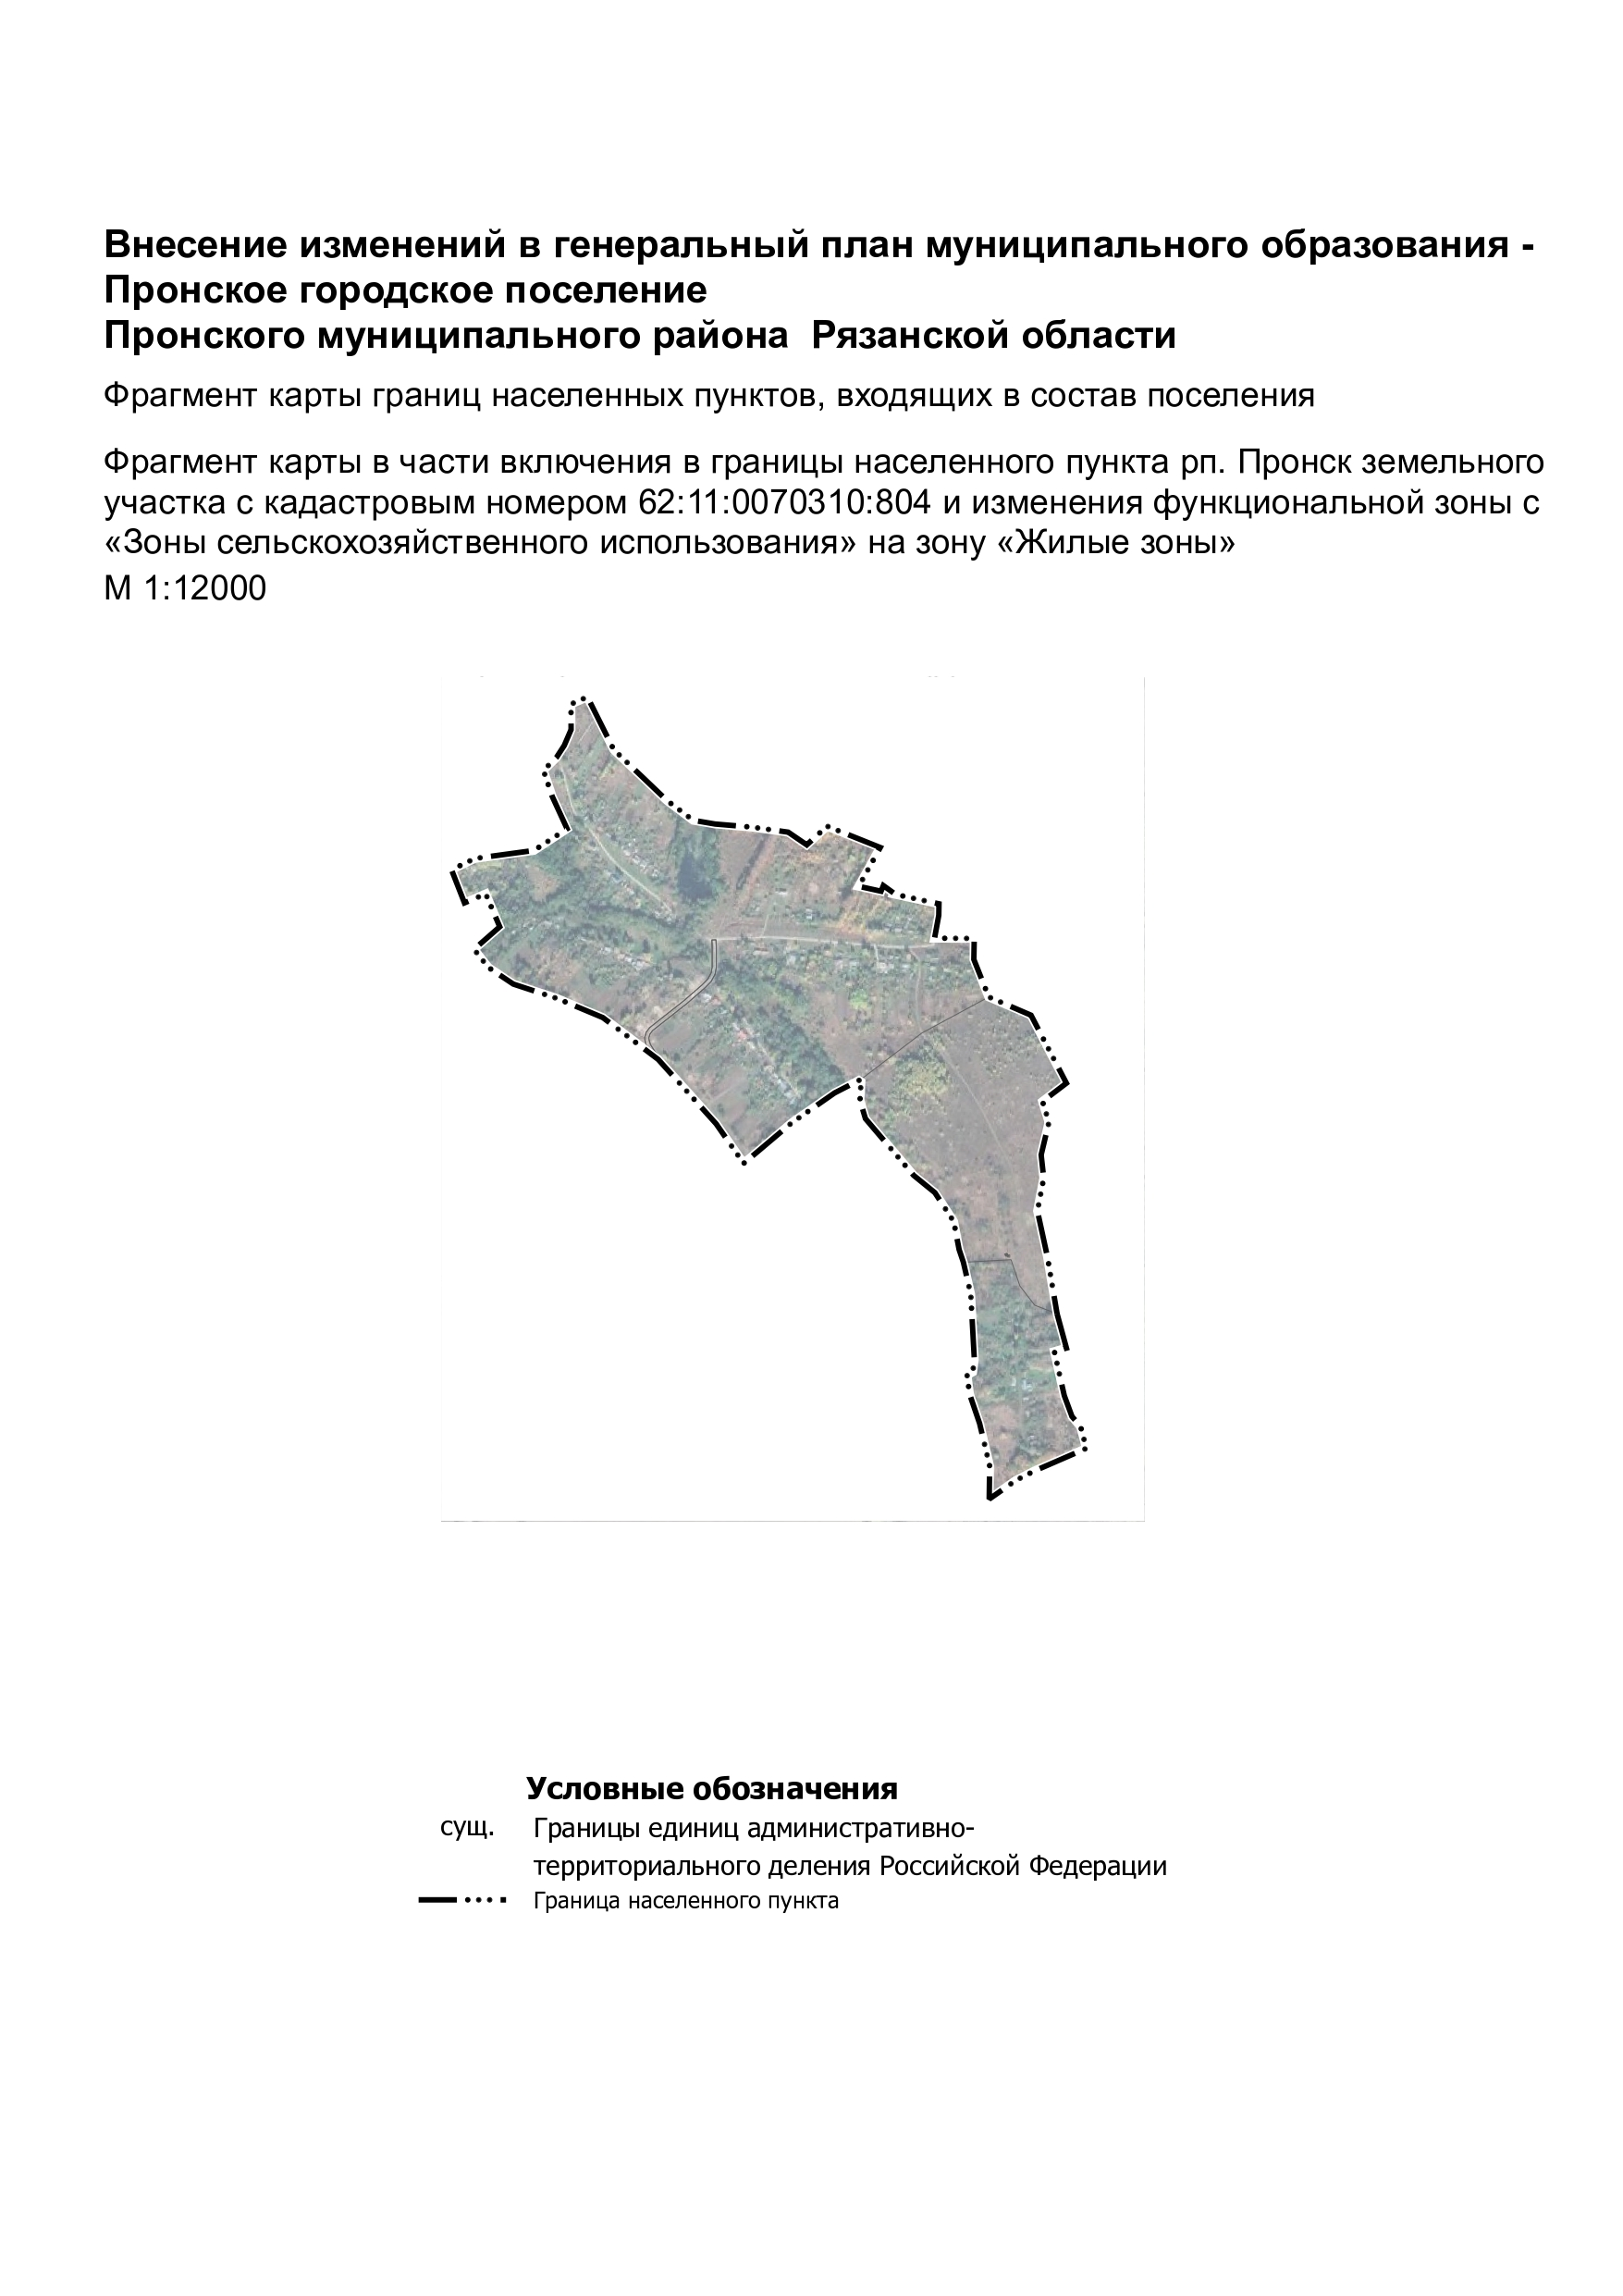 Внесение изменений в генеральный план муниципального образования -
Пронское городское поселение
Пронского муниципального района  Рязанской области
Фрагмент карты границ населенных пунктов, входящих в состав поселения
Фрагмент карты в части включения в границы населенного пункта рп. Пронск земельного
участка с кадастровым номером 62:11:0070310:804 и изменения функциональной зоны с
«Зоны сельскохозяйственного использования» на зону «Жилые зоны»
М 1:12000
Условные обозначения
сущ. Границы единиц административно-
территориального деления Российской Федерации
Граница населенного пункта